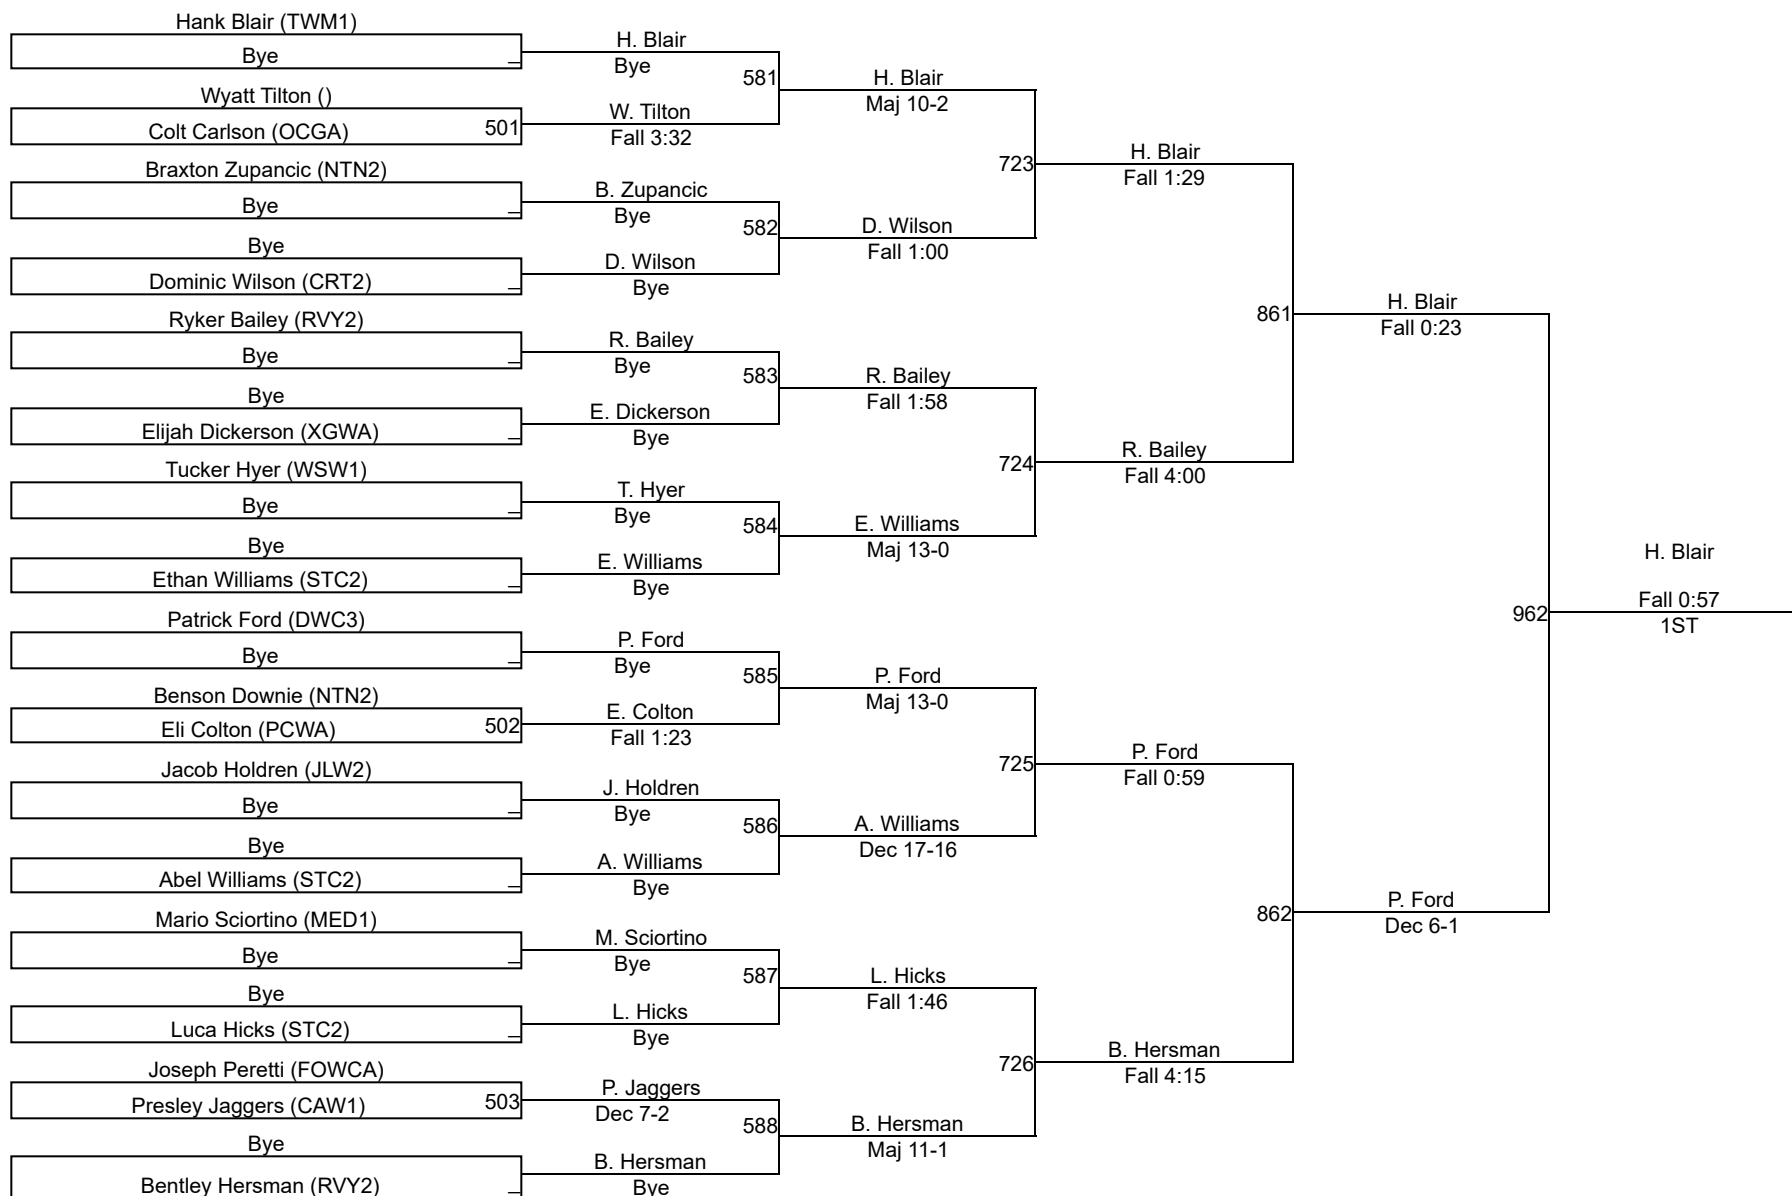 Hank Blair (TWM1)
Bye
Wyatt Tilton ()
Colt Carlson (OCGA) 501
Braxton Zupancic (NTN2)
Bye
Bye
Dominic Wilson (CRT2)
Ryker Bailey (RVY2)
Bye
Bye
Elijah Dickerson (XGWA)
Tucker Hyer (WSW1)
Bye
Bye
Ethan Williams (STC2)
Patrick Ford (DWC3)
Bye
Benson Downie (NTN2)
Eli Colton (PCWA) 502
Jacob Holdren (JLW2)
Bye
Bye
Abel Williams (STC2)
Mario Sciortino (MED1)
Bye
Bye
Luca Hicks (STC2)
Joseph Peretti (FOWCA)
Presley Jaggers (CAW1) 503
Bye
Bentley Hersman (RVY2)
H. Blair
Bye
581
W. Tilton
Fall 3:32
B. Zupancic
Bye
582
D. Wilson
Bye
R. Bailey
Bye
583
E. Dickerson
Bye
T. Hyer
Bye
584
E. Williams
Bye
P. Ford
Bye
585
E. Colton
Fall 1:23
J. Holdren
Bye
586
A. Williams
Bye
M. Sciortino
Bye
587
L. Hicks
Bye
P. Jaggers
Dec 7-2
588
B. Hersman
Bye
H. Blair
Maj 10-2
723
D. Wilson
Fall 1:00
R. Bailey
Fall 1:58
724
E. Williams
Maj 13-0
P. Ford
Maj 13-0
725
A. Williams
Dec 17-16
L. Hicks
Fall 1:46
726
B. Hersman
Maj 11-1
H. Blair
Fall 1:29
861
R. Bailey
Fall 4:00
P. Ford
Fall 0:59
862
B. Hersman
Fall 4:15
H. Blair
Fall 0:23
962
P. Ford
Dec 6-1
H. Blair
Fall 0:57
1ST